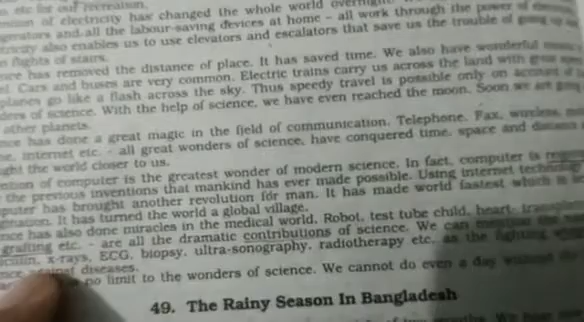 etc for our recreation.
of electricity has changed the whole world overnight.
and all the labour-saving devices at home - all work through the power of
also enables us to use elevators and escalators that save us the trouble of going up
flights of stairs.
has removed the distance of place. It has saved time. We also have wonderful
Cars and buses are very common. Electric trains carry us across the land with great
go like a flash across the sky. Thus speedy travel is possible only on account of
of science. With the help of science, we have even reached the moon. Soon we are going
other planets.
has done a great magic in the field of communication. Telephone, Fax, wireless,
internet etc. - all great wonders of science, have conquered time, space and distance
the world closer to us.
of computer is the greatest wonder of modern science. In fact, computer is
the previous inventions that mankind has ever made possible. Using internet
has brought another revolution for man. It has made world fastest which is
It has turned the world a global village.
has also done miracles in the medical world. Robot, test tube child, heart-
grafting etc. - are all the dramatic contributions of science. We can mention
x-rays, ECG, biopsy, ultra-sonography, radiotherapy etc. as the fighting
against diseases.
no limit to the wonders of science. We cannot do even a day without
49. The Rainy Season In Bangladesh